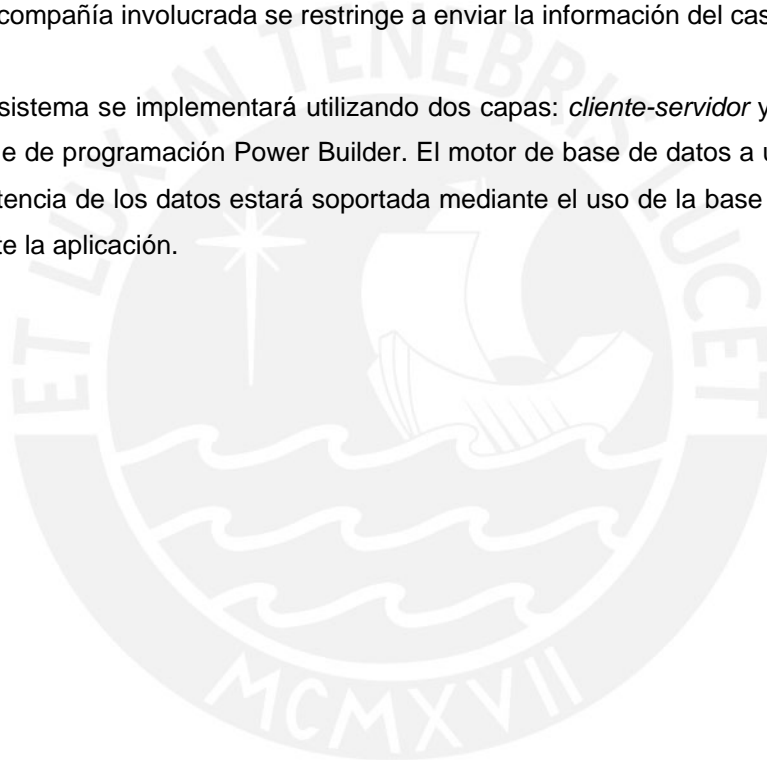 compañía involucrada se restringe a enviar la información del cas
sistema se implementará utilizando dos capas: cliente-servidor y
e de programación Power Builder. El motor de base de datos a u
tencia de los datos estará soportada mediante el uso de la base
te la aplicación.
ET LUX IN TENEBRIS LUCET
MCMXVII